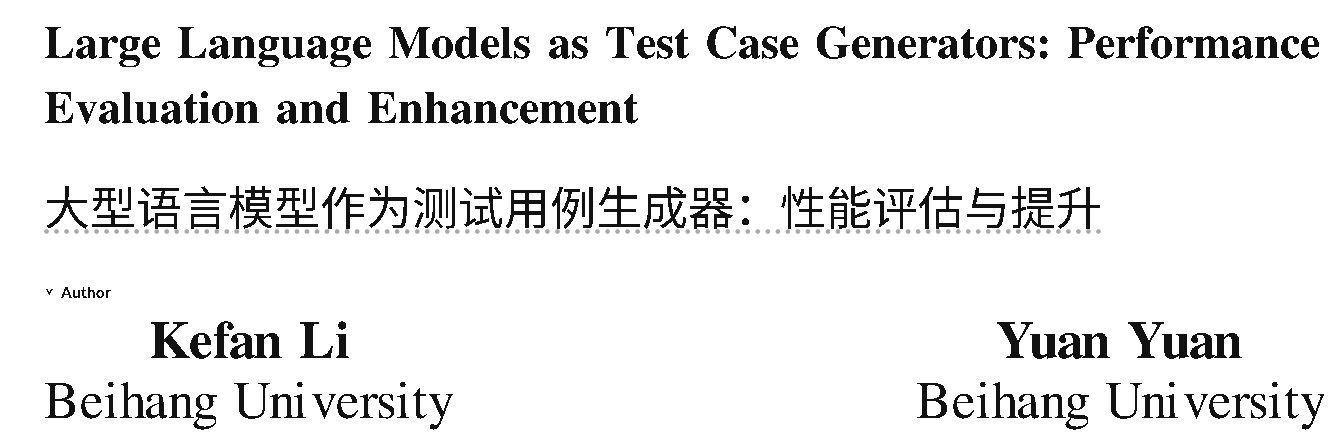 Large Language Models as Test Case Generators: Performance
Evaluation and Enhancement
大型语言模型作为测试用例生成器：性能评估与提升
Author
Kefan Li
Yuan Yuan
Beihang University
Beihang University